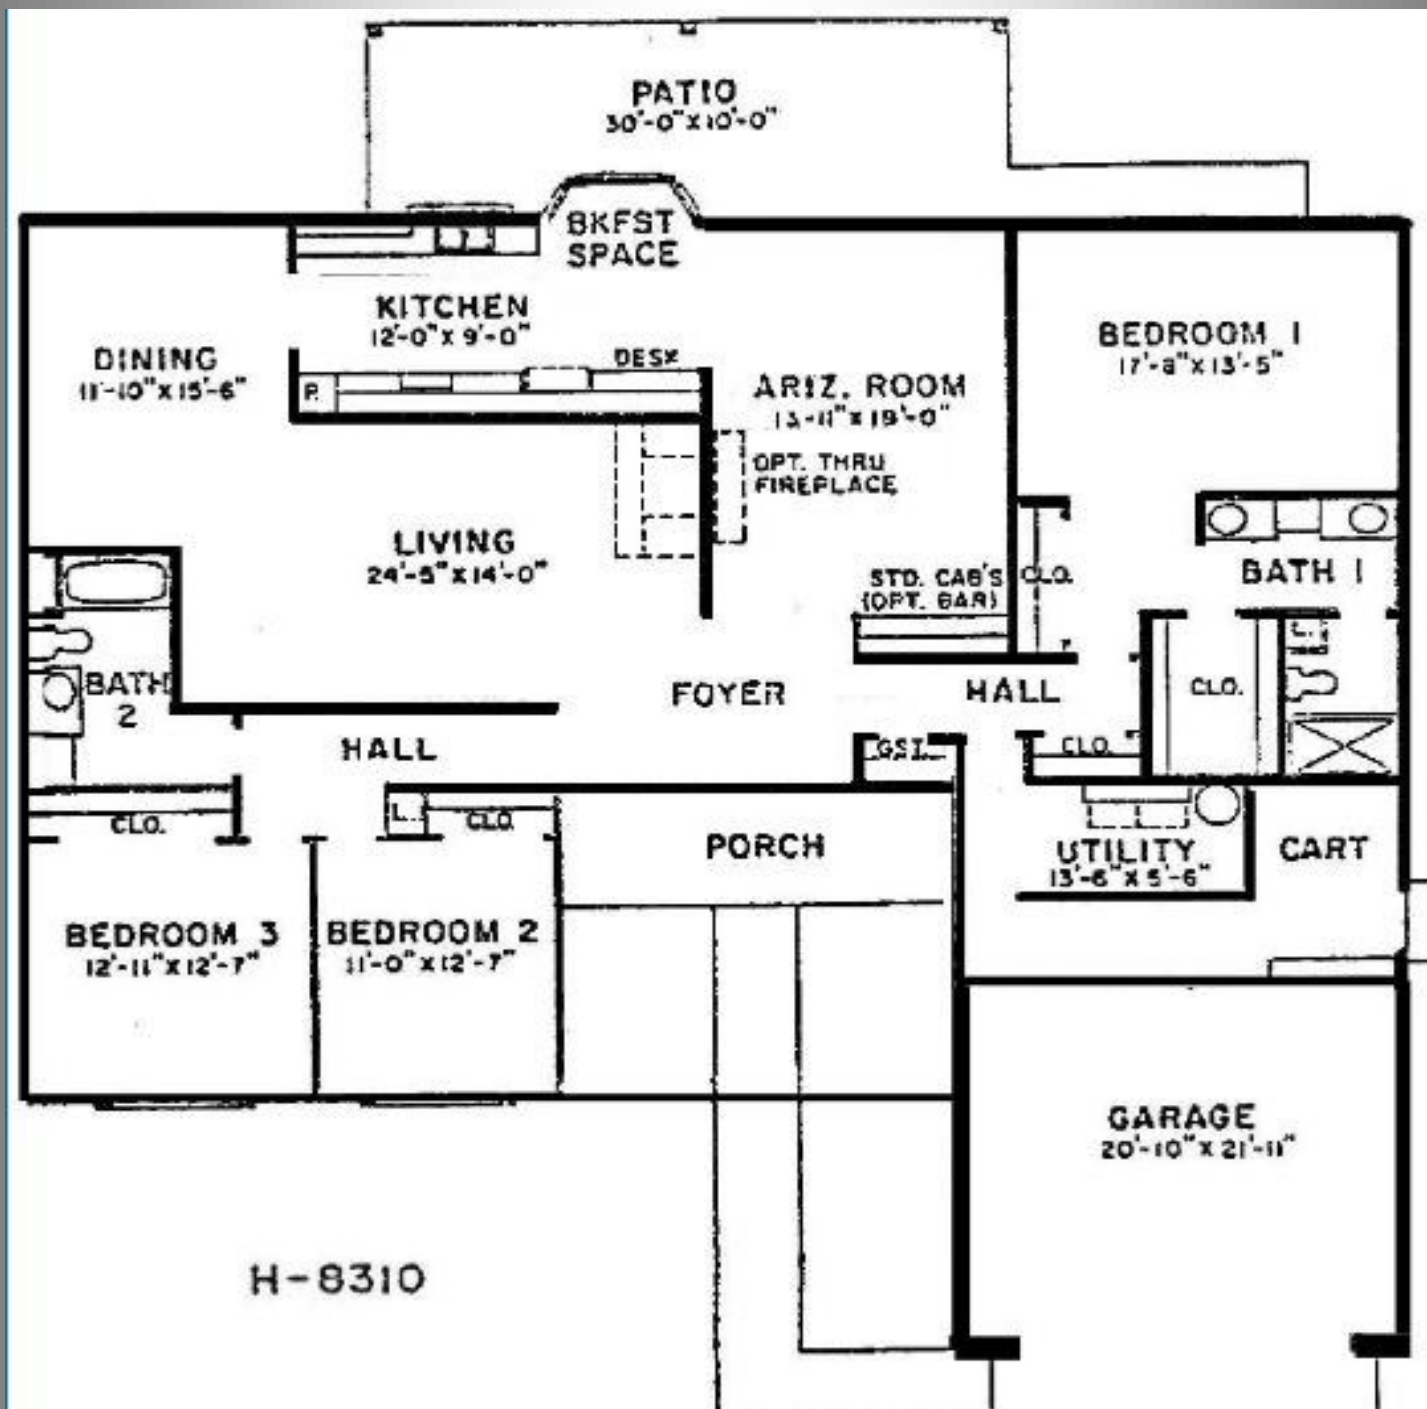 PATIO
30'-0" X 10'-0"
BKFST
SPACE
KITCHEN
12'-0" X 9'-0"
DINING
11'-10" X 15'-6"
DESK
P.
ARIZ. ROOM
13'-11" X 19'-0"
BEDROOM 1
17'-8" X 13'-5"
OPT. THRU
FIREPLACE
LIVING
24'-5" X 14'-0"
STD. CAB'S
(OPT. BAR)
CLO.
BATH 1
L.
BATH
2
FOYER
HALL
CLO.
HALL
GST.
CLO.
L.
CLO.
CLO.
PORCH
UTILITY
13'-6" X 5'-6"
CART
BEDROOM 3
12'-11" X 12'-7"
BEDROOM 2
11'-0" X 12'-7"
GARAGE
20'-10" X 21'-11"
H-8310